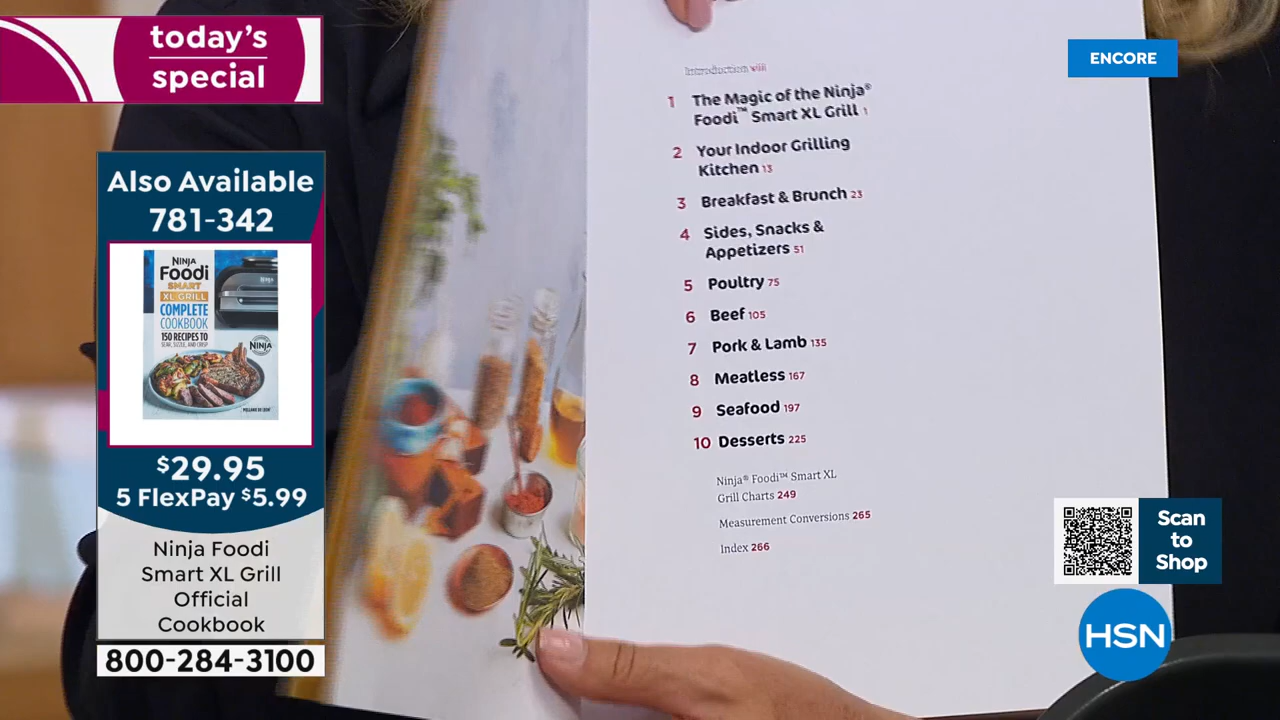 today's
special
ENCORE
Also Available
781-342
NINJA
Foodi
SMART
XL GRILL
COMPLETE
COOKBOOK
150 RECIPES TO
SEAR, SIZZLE, AND CRISP
NINJA
$29.95
5 FlexPay $5.99
Ninja Foodi
Smart XL Grill
Official
Cookbook
800-284-3100
Introduction viii
1 The Magic of the Ninja®
Foodi™ Smart XL Grill 1
2 Your Indoor Grilling
Kitchen 13
3 Breakfast & Brunch 23
4 Sides, Snacks &
Appetizers 51
5 Poultry 75
6 Beef 105
7 Pork & Lamb 135
8 Meatless 167
9 Seafood 197
10 Desserts 225
Ninja® Foodi™ Smart XL
Grill Charts 249
Measurement Conversions 265
Index 266
Scan
to
Shop
HSN